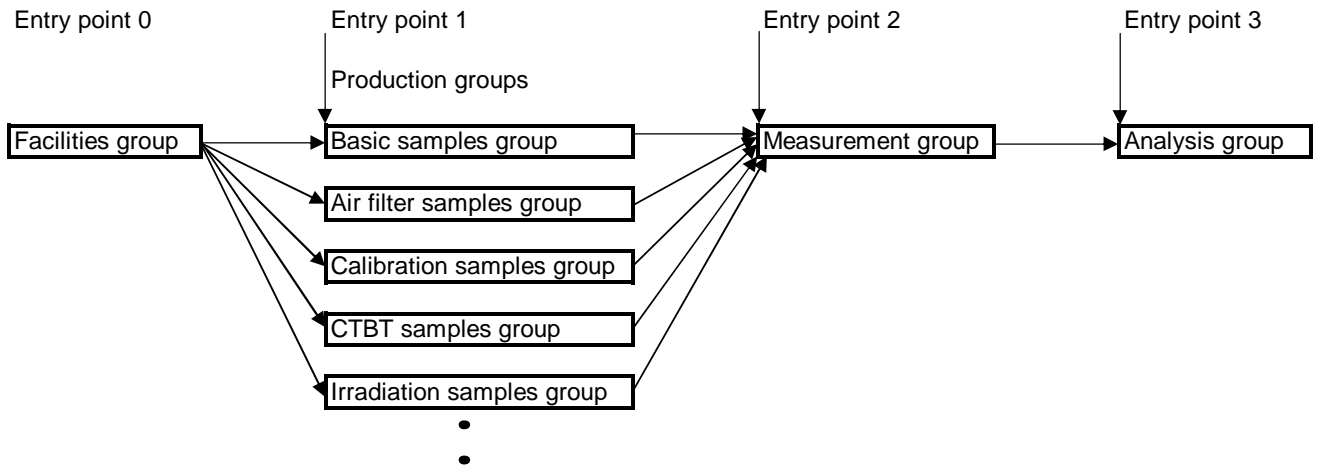 Entry point 0
Entry point 1
Entry point 2
Entry point 3
Production groups
Facilities group
Basic samples group
Measurement group
Analysis group
Air filter samples group
Calibration samples group
CTBT samples group
Irradiation samples group